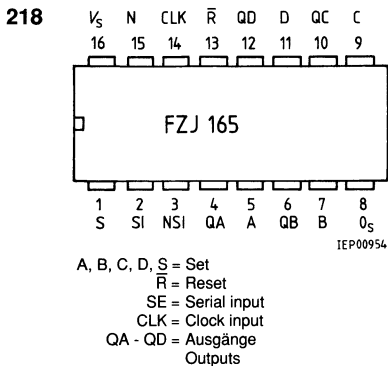 218 V_S N CLK R̅ QD D QC C
16 15 14 13 12 11 10 9
FZJ 165
1 2 3 4 5 6 7 8
S SI NSI QA A QB B 0_S
IEP00954
A, B, C, D, S = Set
R̅ = Reset
SE = Serial input
CLK = Clock input
QA - QD = Ausgänge
Outputs